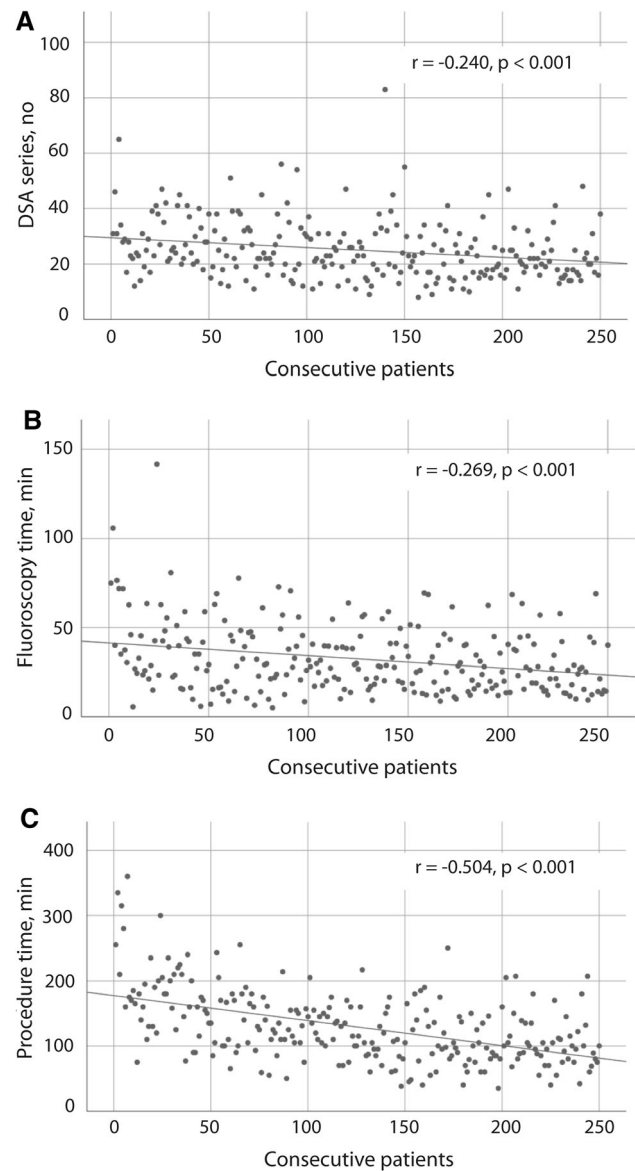 A
r = -0.240, p < 0.001
DSA series, no
100
80
60
40
20
0
0 50 100 150 200 250
Consecutive patients
B
r = -0.269, p < 0.001
Fluoroscopy time, min
150
100
50
0
0 50 100 150 200 250
Consecutive patients
C
r = -0.504, p < 0.001
Procedure time, min
400
300
200
100
0
0 50 100 150 200 250
Consecutive patients